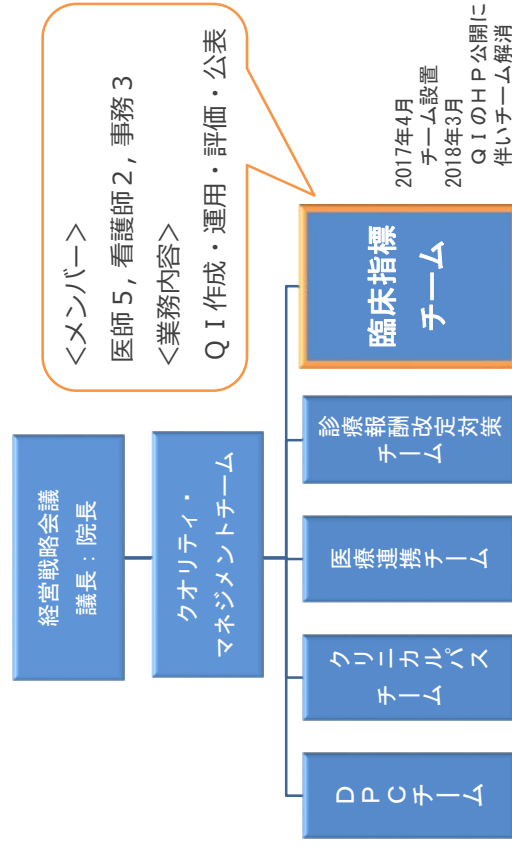 経営戦略会議
議長：院長
クオリティ・
マネジメントチーム
＜メンバー＞
医師５，看護師２，事務３
＜業務内容＞
ＱＩ作成・運用・評価・公表
ＤＰＣチーム
クリニカルパス
チーム
医療連携チーム
診療報酬改定対策
チーム
臨床指標
チーム
2017年4月
チーム設置
2018年3月
ＱＩのＨＰ公開に
伴いチーム解消